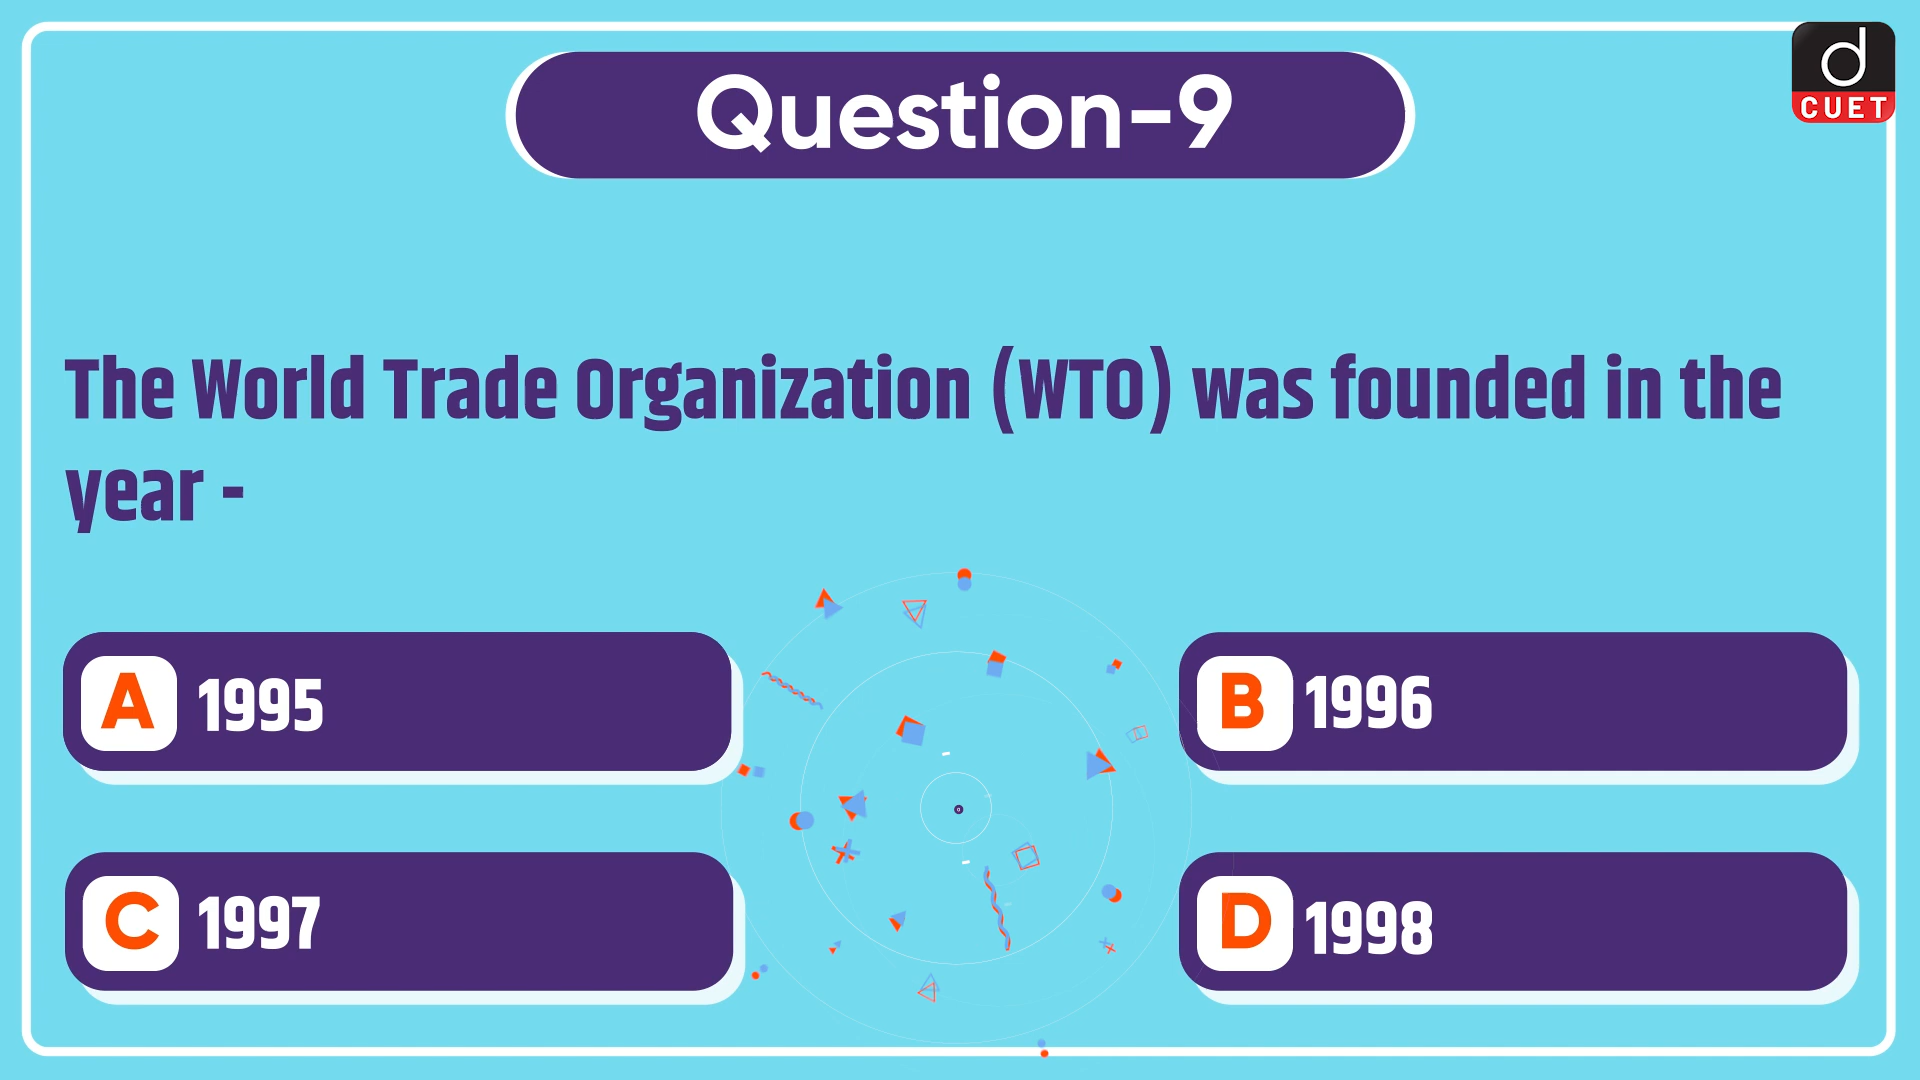 d
CUET
Question-9
The World Trade Organization (WTO) was founded in the
year -
A 1995
B 1996
C 1997
D 1998